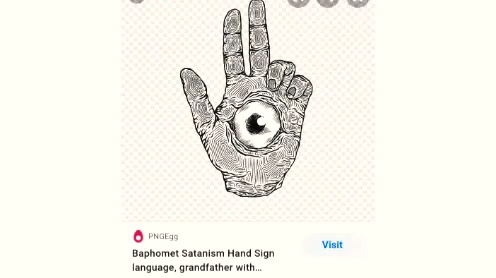 PNGEgg
Baphomet Satanism Hand Sign
language, grandfather with...
Visit